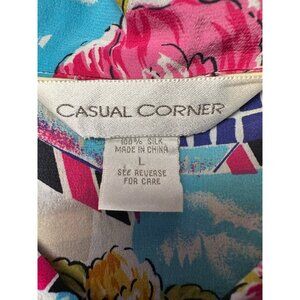 CASUAL CORNER
100% SILK
MADE IN CHINA
L
SEE REVERSE
FOR CARE